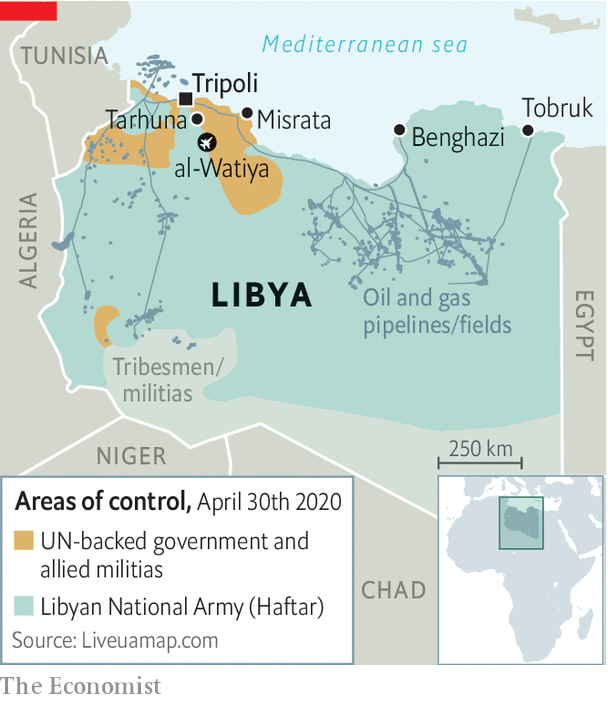 Mediterranean sea
TUNISIA
Tripoli
Tarhuna
Misrata
al-Watiya
Benghazi
Tobruk
ALGERIA
LIBYA
Oil and gas
pipelines/fields
EGYPT
Tribesmen/
militias
NIGER
250 km
CHAD
Areas of control, April 30th 2020
UN-backed government and
allied militias
Libyan National Army (Haftar)
Source: Liveuamap.com
The Economist